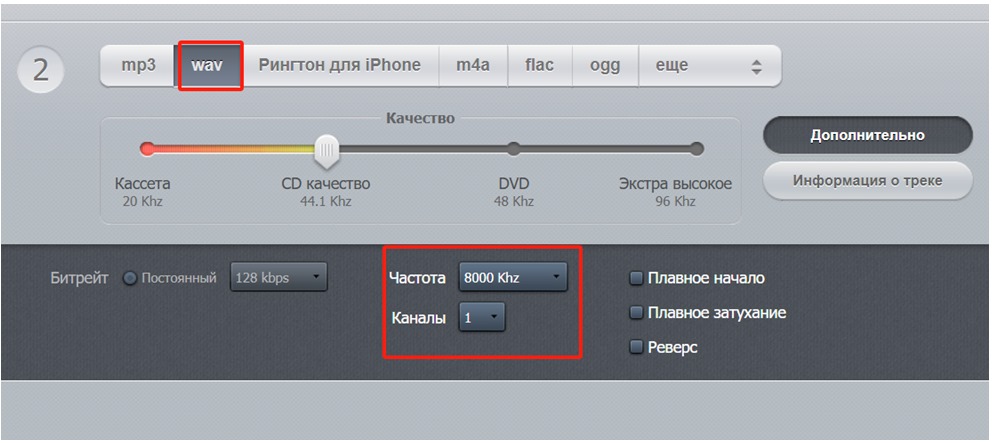 2
mp3 wav Рингтон для iPhone m4a flac ogg еще
Качество
Кассета CD качество DVD Экстра высокое
20 Khz 44.1 Khz 48 Khz 96 Khz
Дополнительно
Информация о треке
Битрейт Постоянный 128 kbps Частота 8000 Khz Плавное начало
Каналы 1 Плавное затухание
Реверс